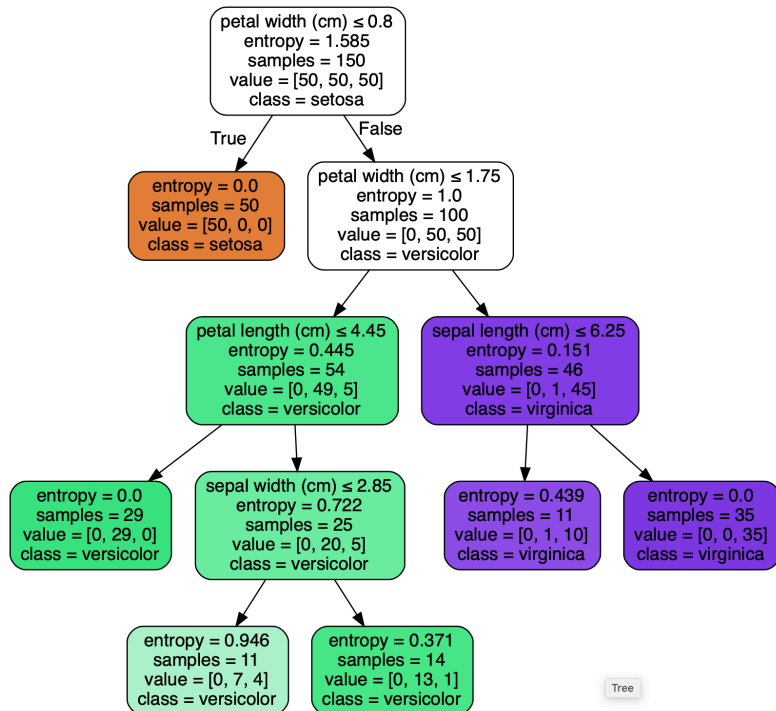 petal width (cm) ≤ 0.8
entropy = 1.585
samples = 150
value = [50, 50, 50]
class = setosa
True
False
entropy = 0.0
samples = 50
value = [50, 0, 0]
class = setosa
petal width (cm) ≤ 1.75
entropy = 1.0
samples = 100
value = [0, 50, 50]
class = versicolor
petal length (cm) ≤ 4.45
entropy = 0.445
samples = 54
value = [0, 49, 5]
class = versicolor
sepal length (cm) ≤ 6.25
entropy = 0.151
samples = 46
value = [0, 1, 45]
class = virginica
entropy = 0.0
samples = 29
value = [0, 29, 0]
class = versicolor
sepal width (cm) ≤ 2.85
entropy = 0.722
samples = 25
value = [0, 20, 5]
class = versicolor
entropy = 0.439
samples = 11
value = [0, 1, 10]
class = virginica
entropy = 0.0
samples = 35
value = [0, 0, 35]
class = virginica
entropy = 0.946
samples = 11
value = [0, 7, 4]
class = versicolor
entropy = 0.371
samples = 14
value = [0, 13, 1]
class = versicolor
Tree